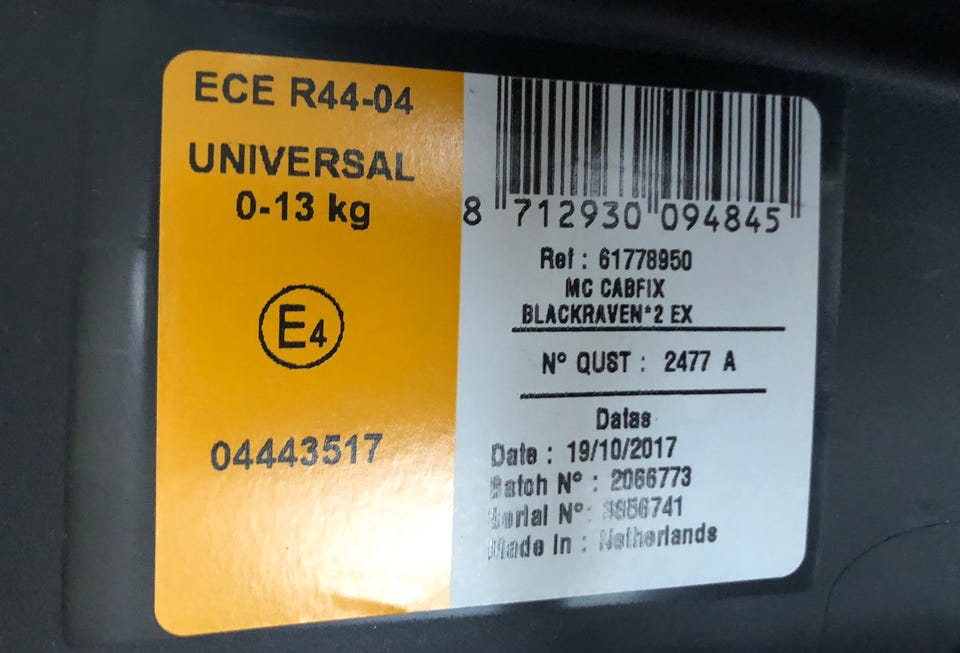 ECE R44-04
UNIVERSAL
0-13 kg
E4
04443517
8 712930 094845
Ref : 61778950
MC CABFIX
BLACKRAVEN*2 EX
N° QUST : 2477 A
Datas
Date : 19/10/2017
Batch N° : 2066773
Serial N° :
Made In : Netherlands